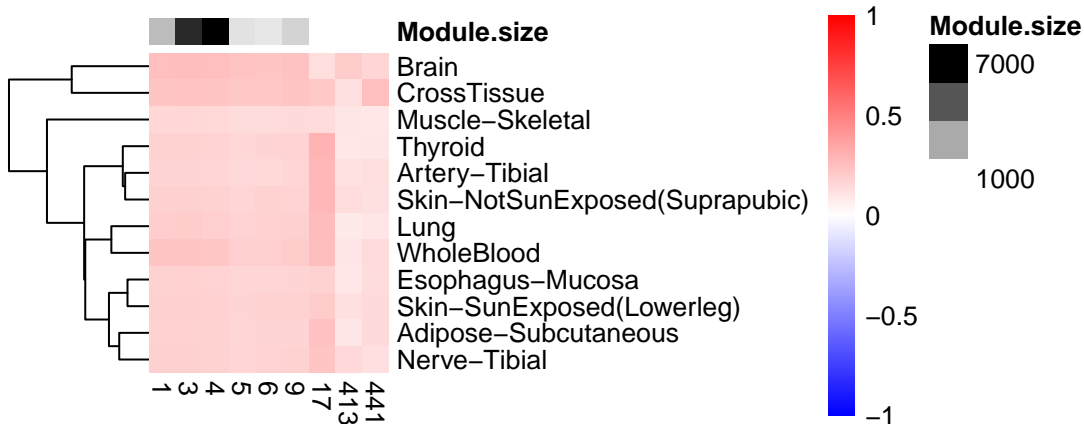 Module.size
Brain
CrossTissue
Muscle−Skeletal
Thyroid
Artery−Tibial
Skin−NotSunExposed(Suprapubic)
Lung
WholeBlood
Esophagus−Mucosa
Skin−SunExposed(Lowerleg)
Adipose−Subcutaneous
Nerve−Tibial
1 3 4 5 6 9 17 413 441
1
0.5
0
−0.5
−1
Module.size
7000
1000